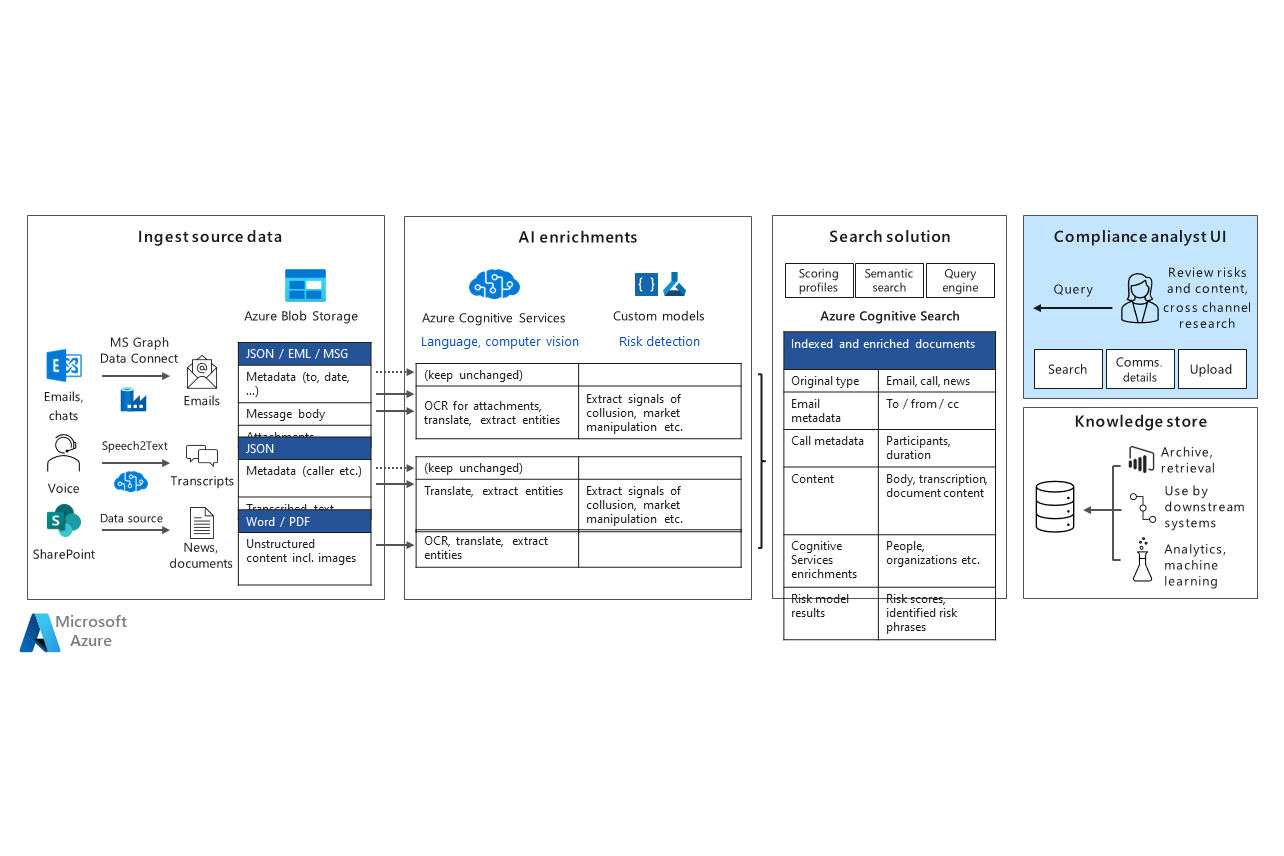 Ingest source data
Azure Blob Storage
MS Graph
Data Connect
Emails,
chats
Emails
Speech2Text
Voice
Transcripts
Data source
SharePoint
News,
documents
JSON / EML / MSG
Metadata (to, date,
...)
Message body
Attachments
JSON
Metadata (caller etc.)
Transcribed text
Word / PDF
Unstructured
content incl. images
AI enrichments
Azure Cognitive Services
Language, computer vision
Custom models
Risk detection
(keep unchanged)
OCR for attachments,
translate, extract entities
Extract signals of
collusion, market
manipulation etc.
(keep unchanged)
Translate, extract entities
Extract signals of
collusion, market
manipulation etc.
OCR, translate, extract
entities
Search solution
Scoring
profiles
Semantic
search
Query
engine
Azure Cognitive Search
Indexed and enriched documents
Original type
Email, call, news
Email
metadata
To / from / cc
Call metadata
Participants,
duration
Content
Body, transcription,
document content
Cognitive
Services
enrichments
People,
organizations etc.
Risk model
results
Risk scores,
identified risk
phrases
Compliance analyst UI
Query
Review risks
and content,
cross channel
research
Search
Comms.
details
Upload
Knowledge store
Archive,
retrieval
Use by
downstream
systems
Analytics,
machine
learning
Microsoft
Azure